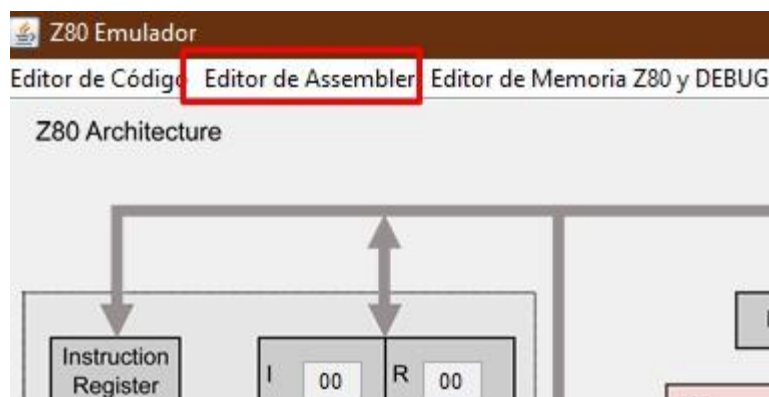 Z80 Emulador
Editor de Código Editor de Assembler Editor de Memoria Z80 y DEBUG
Z80 Architecture
Instruction
Register
I 00 R 00